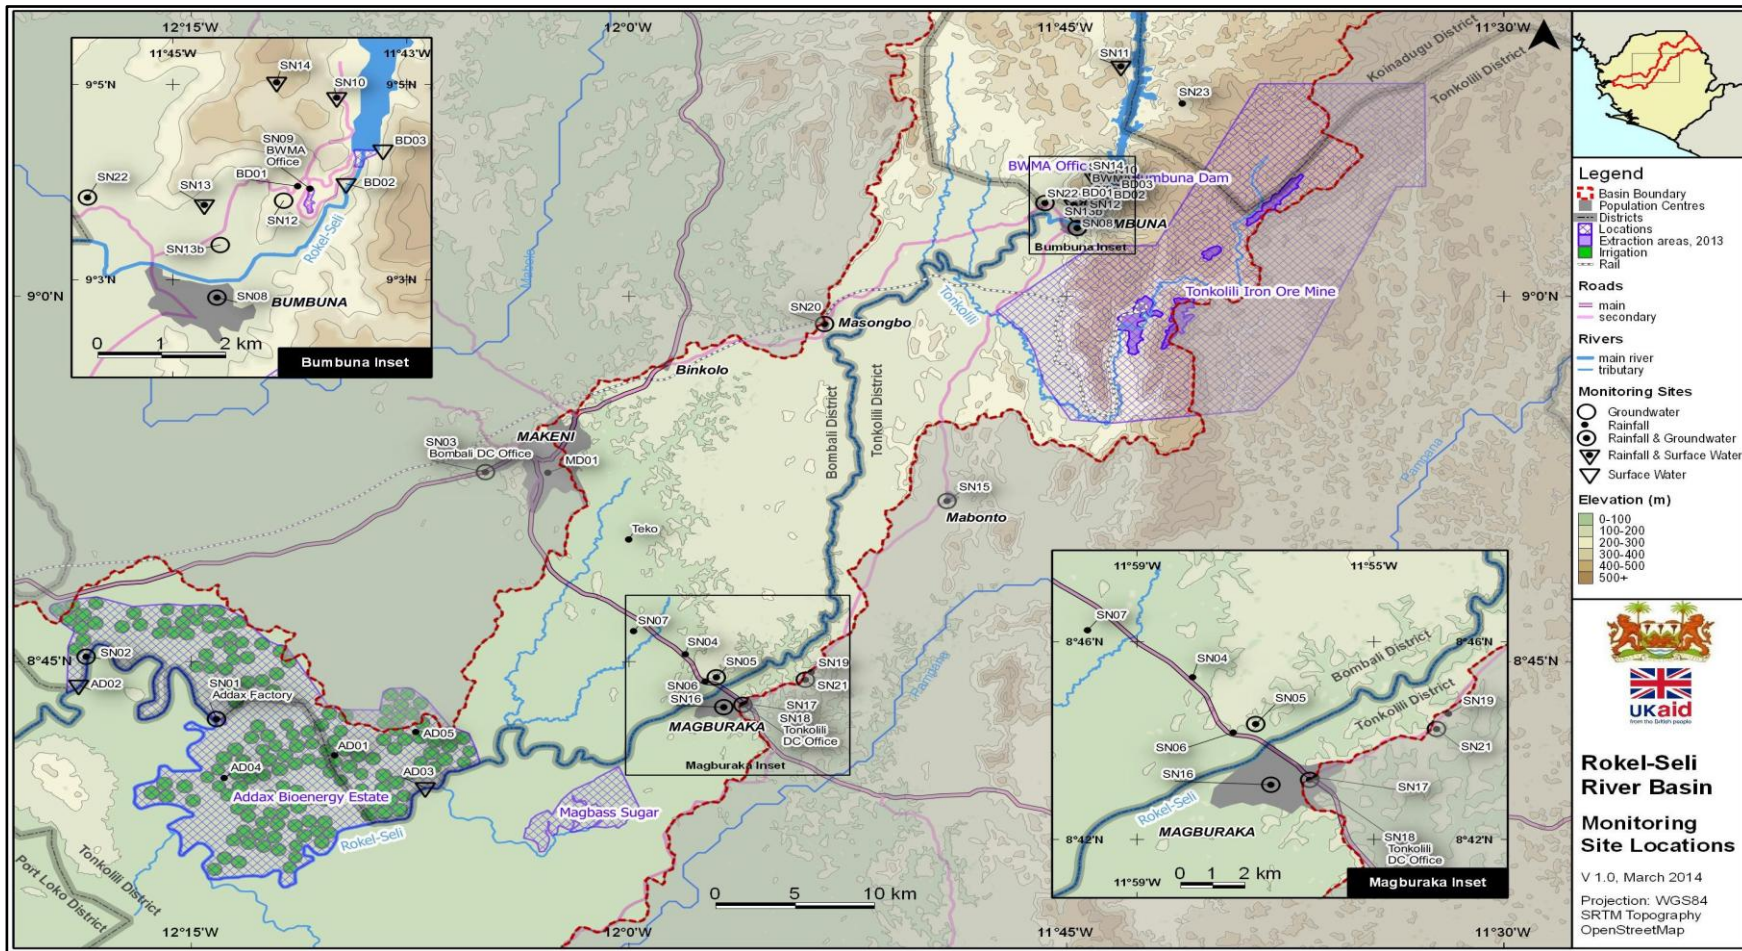 12°15'W
12°0'W
11°45'W
11°30'W
11°45'W
11°43'W
9°5'N
9°5'N
SN14
SN10
SN09
BWMA
Office
BD03
BD01
BD02
SN22
SN13
SN12
SN13b
Rokel-Seli
9°3'N
9°3'N
SN08
BUMBUNA
0 1 2 km
Bumbuna Inset
9°0'N
9°0'N
Mabole
SN11
SN23
Koinadugu District
Tonkolili District
SN14
BD03
BD01
BD02
SN22
SN12
SN13b
SN08
Bumbuna Inset
Tonkolili Iron Ore Mine
Tonkolili
SN20
Masongbo
Binkolo
Bombali District
Tonkolili District
MAKENI
SN03
Bombali DC Office
MD01
Pampana
SN15
Mabonto
Teko
SN07
SN04
SN05
SN06
SN16
SN19
SN21
SN17
SN18
Tonkolili
DC Office
MAGBURAKA
Magburaka Inset
Pampana
8°45'N
8°45'N
SN02
AD02
SN01
Addax Factory
AD05
AD01
AD04
AD03
Addax Bioenergy Estate
Rokel-Seli
Magbass Sugar
Tonkolili District
Port Loko District
0 5 10 km
12°15'W
12°0'W
11°45'W
11°30'W
11°59'W
11°55'W
SN07
8°46'N
8°46'N
SN04
Bombali District
SN05
Tonkolili District
SN19
SN06
SN21
SN16
SN17
Rokel-Seli
MAGBURAKA
SN18
Tonkolili
DC Office
8°42'N
8°42'N
0 1 2 km
11°59'W
Magburaka Inset
Legend
Basin Boundary
Population Centres
Districts
Locations
Extraction areas, 2013
Irrigation
Rail
Roads
main
secondary
Rivers
main river
tributary
Monitoring Sites
Groundwater
Rainfall
Rainfall & Groundwater
Rainfall & Surface Water
Surface Water
Elevation (m)
0-100
100-200
200-300
300-400
400-500
500+
UKaid
from the British people
Rokel-Seli
River Basin
Monitoring
Site Locations
V 1.0, March 2014
Projection: WGS84
SRTM Topography
OpenStreetMap